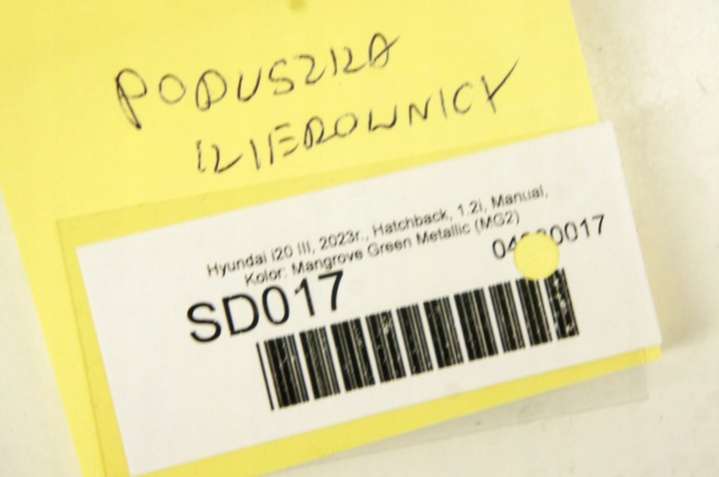 PODUSZKA
KIEROWNICY
Hyundai i20 III, 2023r., Hatchback, 1.2i, Manual,
Kolor: Mangrove Green Metallic (MG2)
SD017